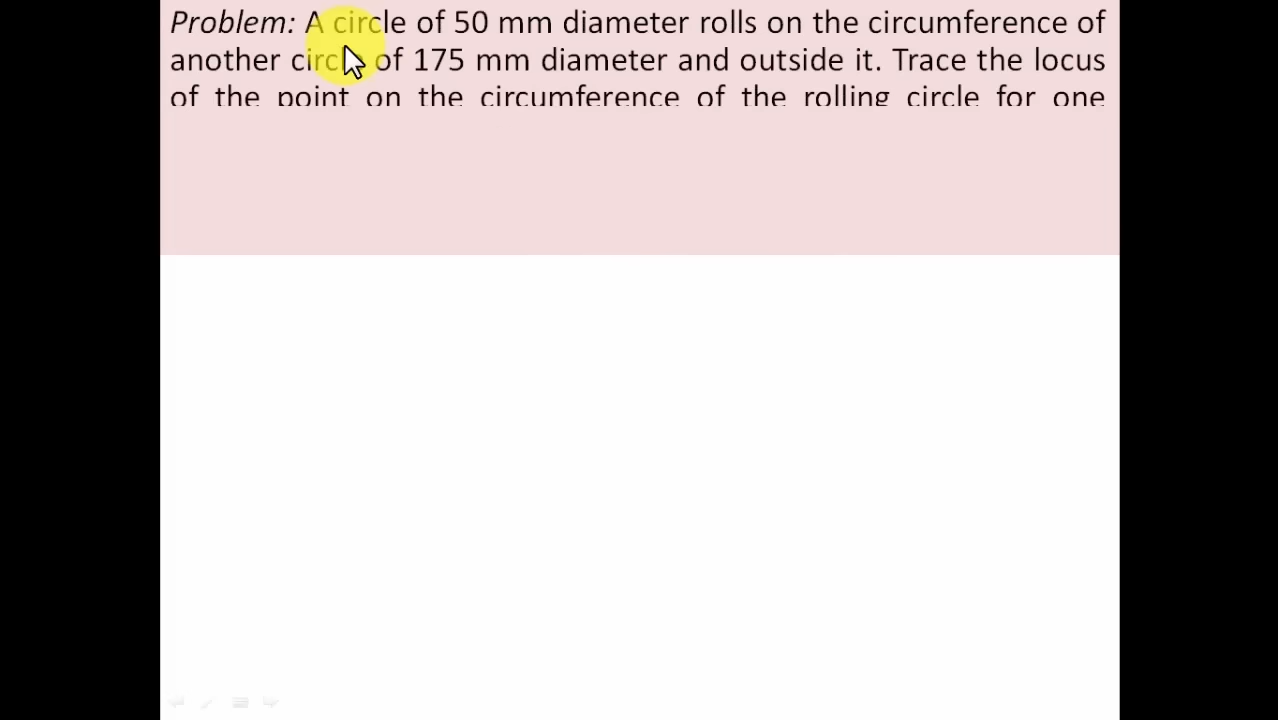 Problem: A circle of 50 mm diameter rolls on the circumference of
another circle of 175 mm diameter and outside it. Trace the locus
of the point on the circumference of the rolling circle for one